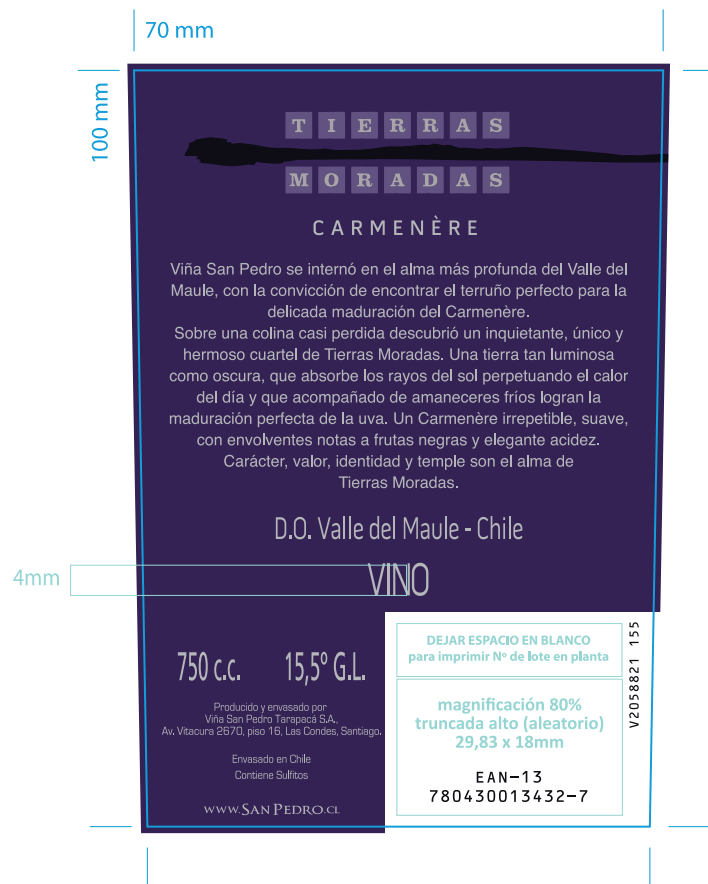 70 mm
100 mm
TIERRAS
MORADAS
CARMENÈRE
Viña San Pedro se internó en el alma más profunda del Valle del
Maule, con la convicción de encontrar el terruño perfecto para la
delicada maduración del Carmenère.
Sobre una colina casi perdida descubrió un inquietante, único y
hermoso cuartel de Tierras Moradas. Una tierra tan luminosa
como oscura, que absorbe los rayos del sol perpetuando el calor
del día y que acompañado de amaneceres fríos logran la
maduración perfecta de la uva. Un Carmenère irrepetible, suave,
con envolventes notas a frutas negras y elegante acidez.
Carácter, valor, identidad y temple son el alma de
Tierras Moradas.
D.O. Valle del Maule - Chile
4mm
VINO
750 c.c. 15,5° G.L.
Producido y envasado por
Viña San Pedro Tarapacá S.A.,
Av. Vitacura 2670, piso 16, Las Condes, Santiago.
Envasado en Chile
Contiene Sulfitos
www.San Pedro.cl
DEJAR ESPACIO EN BLANCO
para imprimir Nº de lote en planta
magnificación 80%
truncada alto (aleatorio)
29,83 x 18mm
EAN-13
780430013432-7
V2058821 155